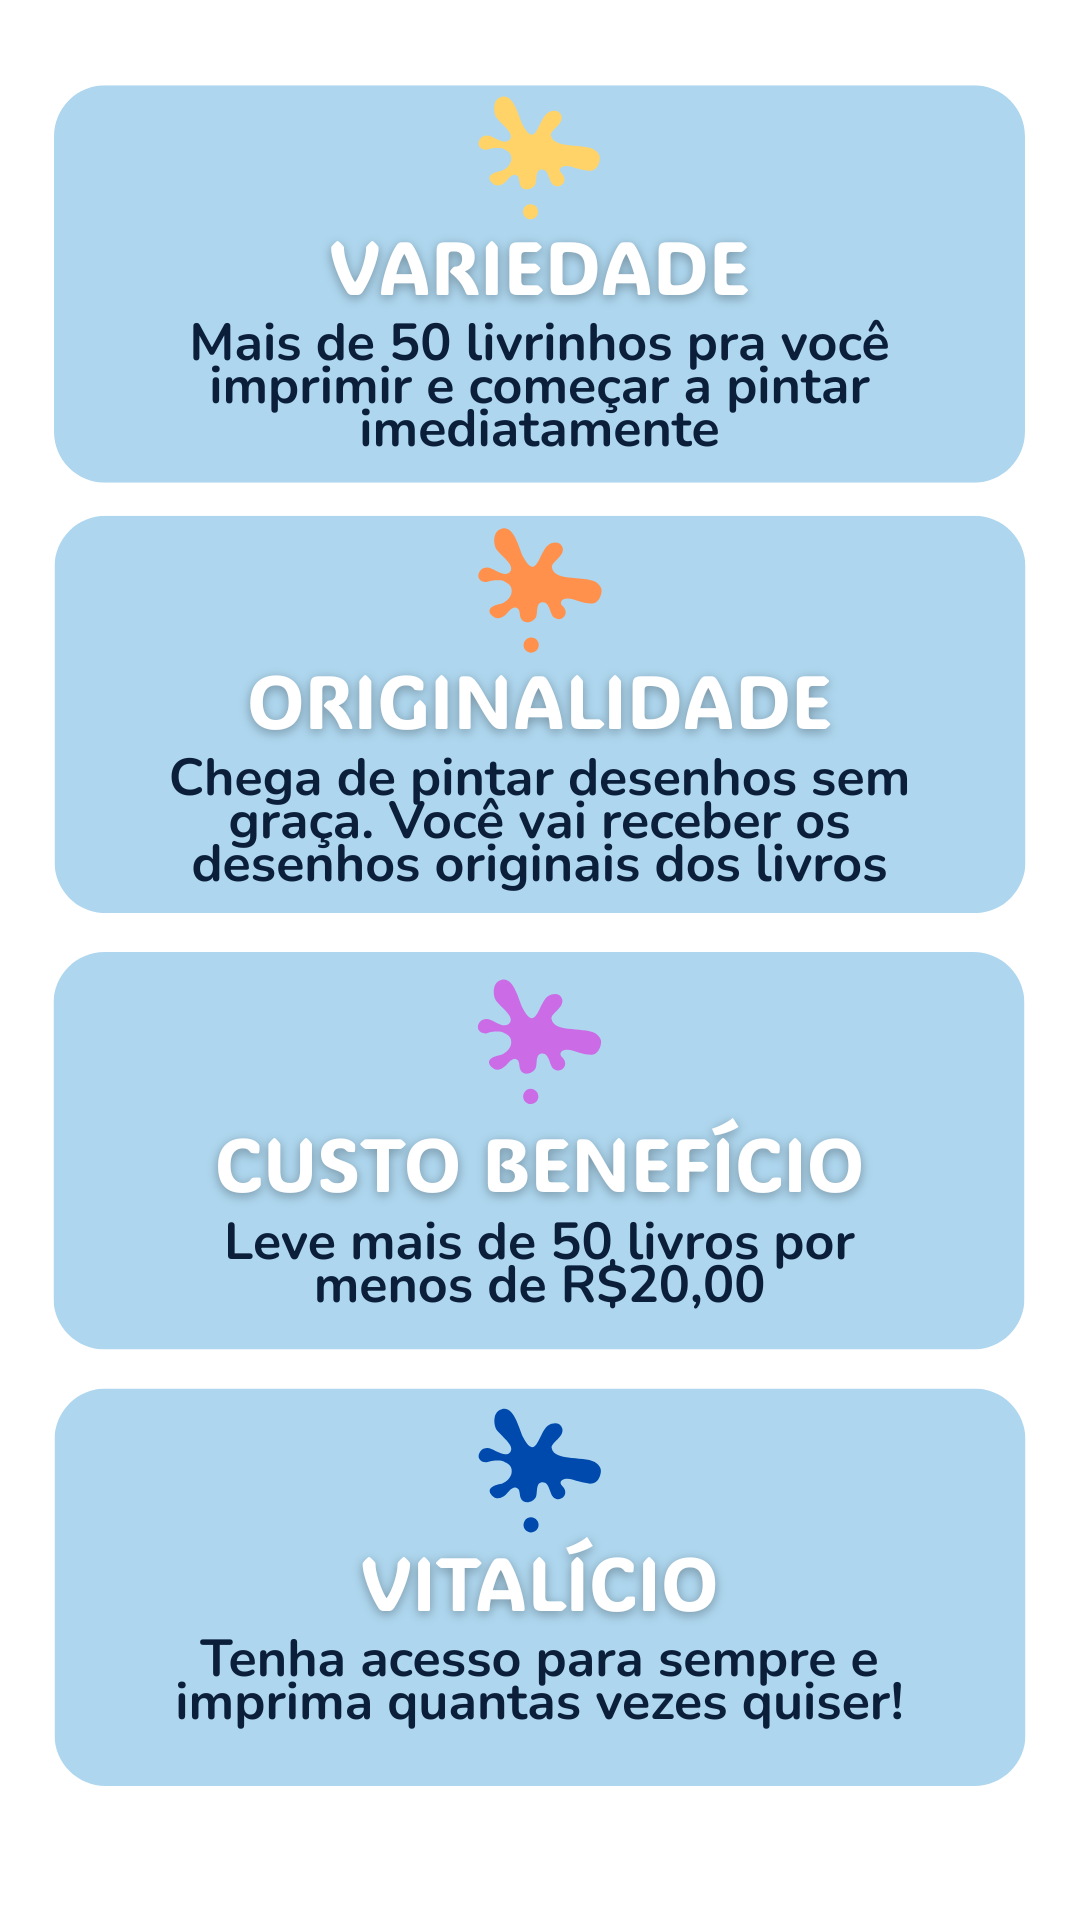 VARIEDADE
Mais de 50 livrinhos pra você
imprimir e começar a pintar
imediatamente
ORIGINALIDADE
Chega de pintar desenhos sem
graça. Você vai receber os
desenhos originais dos livros
CUSTO BENEFÍCIO
Leve mais de 50 livros por
menos de R$20,00
VITALÍCIO
Tenha acesso para sempre e
imprima quantas vezes quiser!